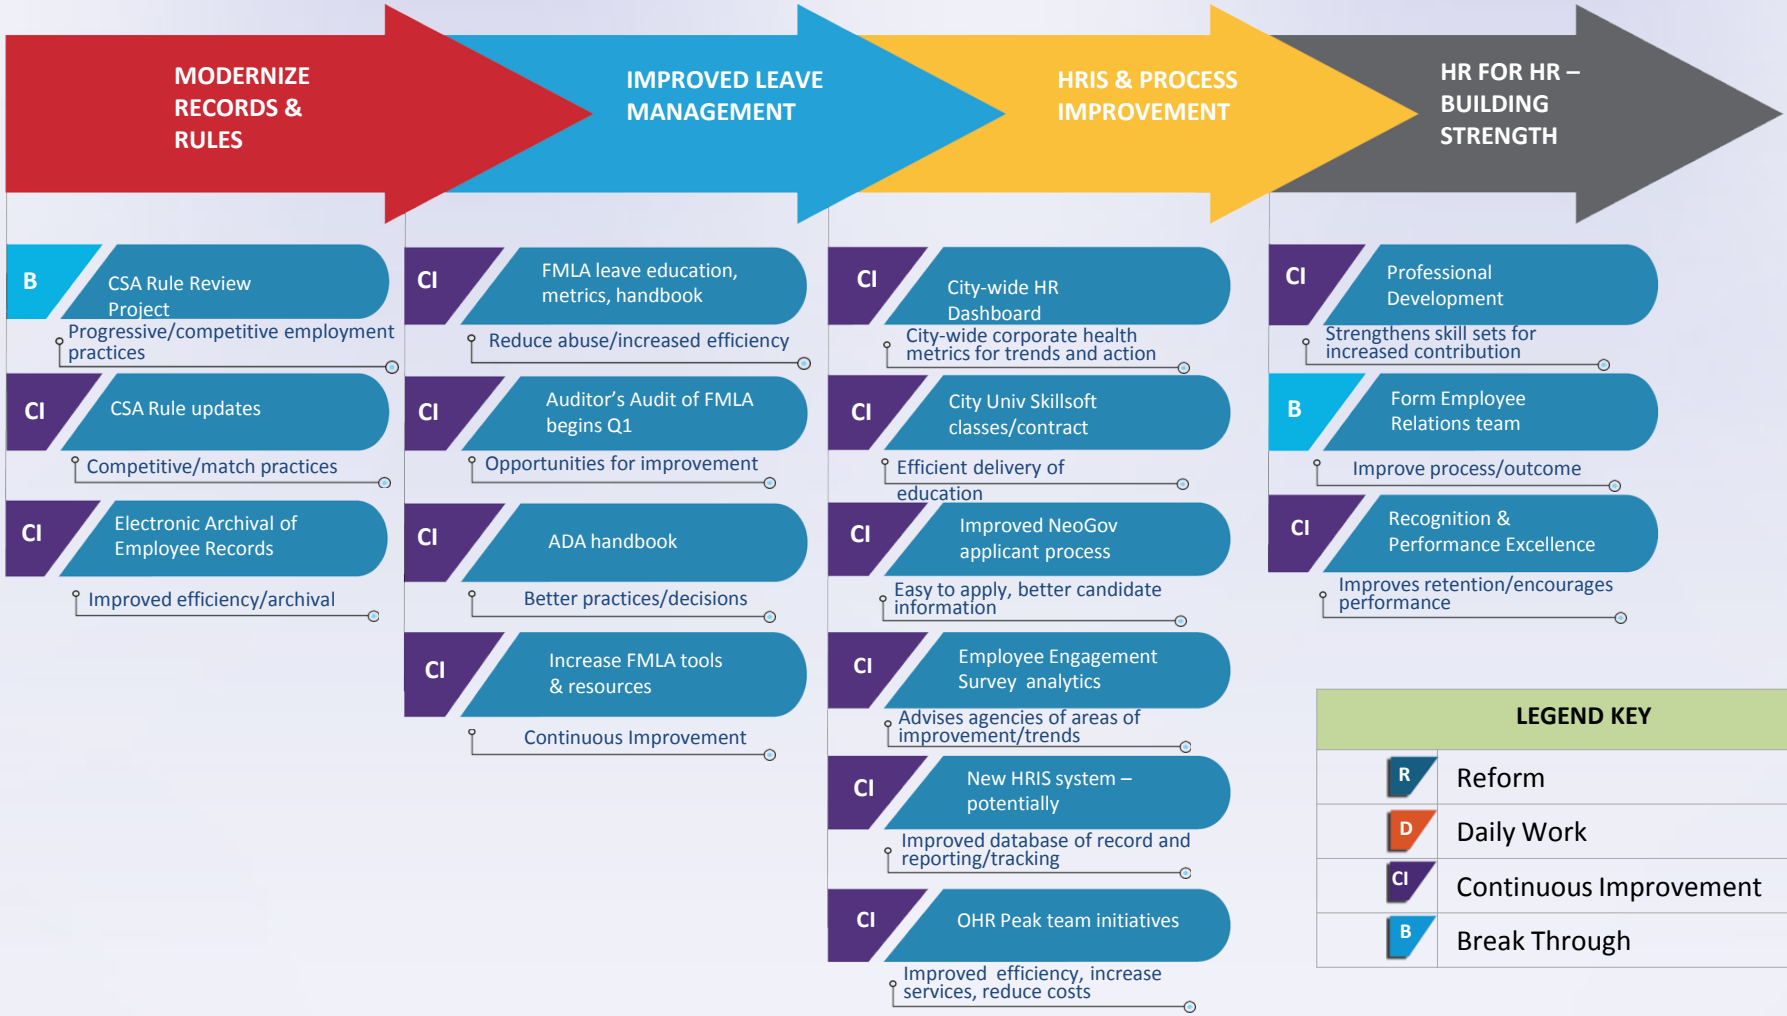 MODERNIZE
RECORDS &
RULES
IMPROVED LEAVE
MANAGEMENT
HRIS & PROCESS
IMPROVEMENT
HR FOR HR –
BUILDING
STRENGTH
B
CSA Rule Review
Project
Progressive/competitive employment
practices
CI
CSA Rule updates
Competitive/match practices
CI
Electronic Archival of
Employee Records
Improved efficiency/archival
CI
FMLA leave education,
metrics, handbook
Reduce abuse/increased efficiency
CI
Auditor’s Audit of FMLA
begins Q1
Opportunities for improvement
CI
ADA handbook
Better practices/decisions
CI
Increase FMLA tools
& resources
Continuous Improvement
CI
City-wide HR
Dashboard
City-wide corporate health
metrics for trends and action
CI
City Univ Skillsoft
classes/contract
Efficient delivery of
education
CI
Improved NeoGov
applicant process
Easy to apply, better candidate
information
CI
Employee Engagement
Survey analytics
Advises agencies of areas of
improvement/trends
CI
New HRIS system –
potentially
Improved database of record and
reporting/tracking
CI
OHR Peak team initiatives
Improved efficiency, increase
services, reduce costs
CI
Professional
Development
Strengthens skill sets for
increased contribution
B
Form Employee
Relations team
Improve process/outcome
CI
Recognition &
Performance Excellence
Improves retention/encourages
performance
LEGEND KEY
R Reform
D Daily Work
CI Continuous Improvement
B Break Through